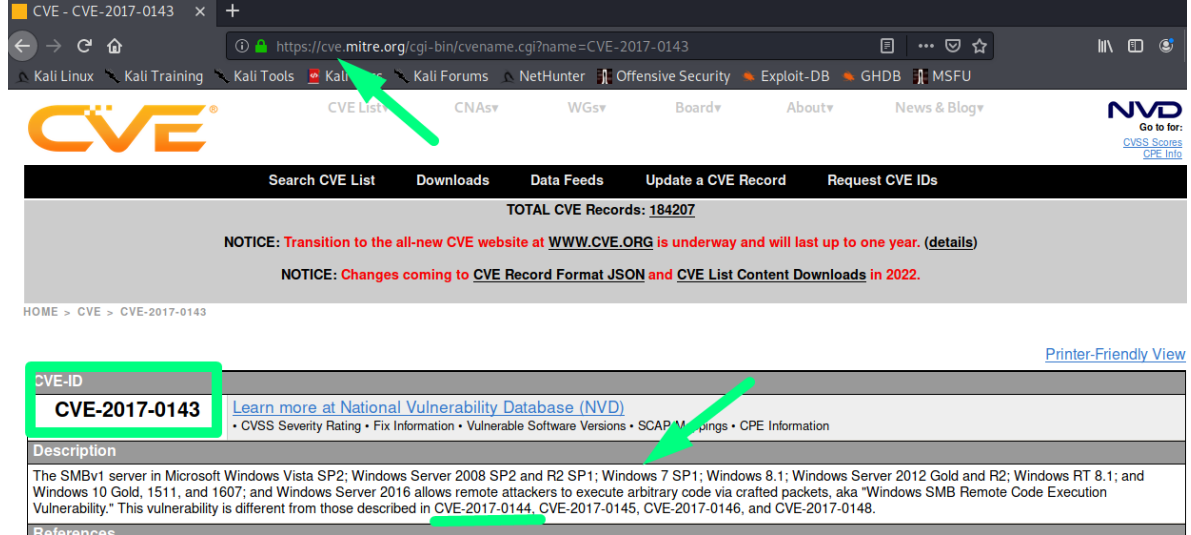 CVE - CVE-2017-0143
https://cve.mitre.org/cgi-bin/cvename.cgi?name=CVE-2017-0143
Kali Linux Kali Training Kali Tools Kali Forums NetHunter Offensive Security Exploit-DB GHDB MSFU
CVE CVE List CNAs WGs Board About News & Blog NVD
Go to for:
CVSS Scores
CPE Info
Search CVE List Downloads Data Feeds Update a CVE Record Request CVE IDs
TOTAL CVE Records: 184207
NOTICE: Transition to the all-new CVE website at WWW.CVE.ORG is underway and will last up to one year. (details)
NOTICE: Changes coming to CVE Record Format JSON and CVE List Content Downloads in 2022.
HOME > CVE > CVE-2017-0143
Printer-Friendly View
CVE-ID
CVE-2017-0143 Learn more at National Vulnerability Database (NVD)
• CVSS Severity Rating • Fix Information • Vulnerable Software Versions • SCAP Mappings • CPE Information
Description
The SMBv1 server in Microsoft Windows Vista SP2; Windows Server 2008 SP2 and R2 SP1; Windows 7 SP1; Windows 8.1; Windows Server 2012 Gold and R2; Windows RT 8.1; and
Windows 10 Gold, 1511, and 1607; and Windows Server 2016 allows remote attackers to execute arbitrary code via crafted packets, aka "Windows SMB Remote Code Execution
Vulnerability." This vulnerability is different from those described in CVE-2017-0144, CVE-2017-0145, CVE-2017-0146, and CVE-2017-0148.
References